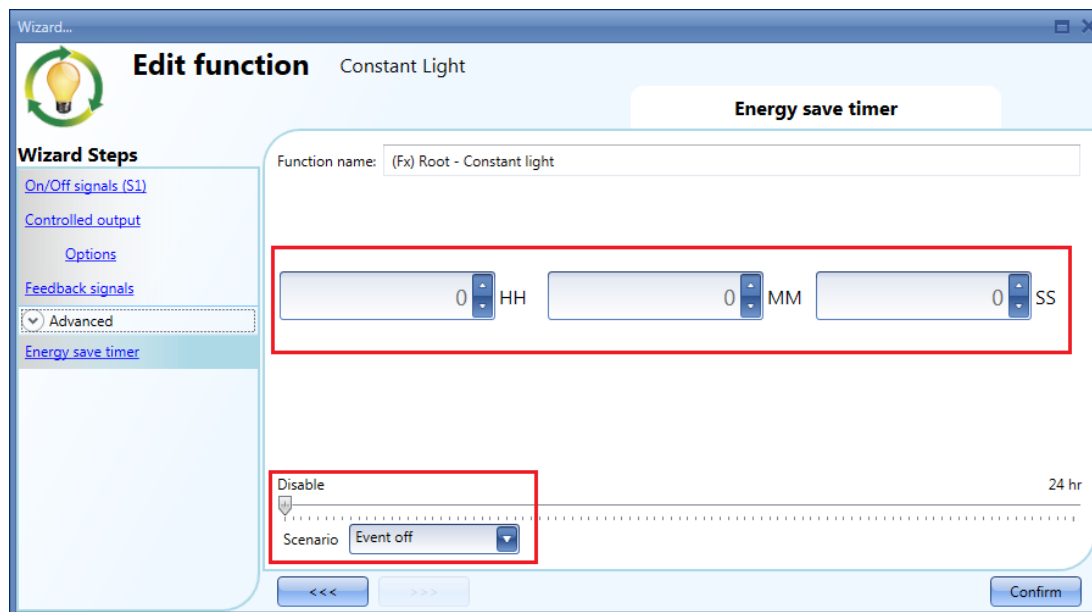 Wizard...
Edit function Constant Light
Energy save timer
Wizard Steps
On/Off signals (S1)
Controlled output
Options
Feedback signals
Advanced
Energy save timer
Function name: (Fx) Root - Constant light
0 HH 0 MM 0 SS
Disable 24 hr
Scenario Event off
<<< >>> Confirm